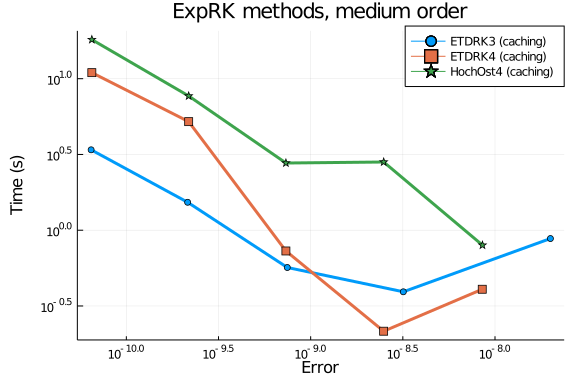 ExpRK methods, medium order
ETDRK3 (caching)
ETDRK4 (caching)
HochOst4 (caching)
Time (s)
10^1.0
10^0.5
10^0.0
10^-0.5
10^-10.0
10^-9.5
10^-9.0
10^-8.5
10^-8.0
Error